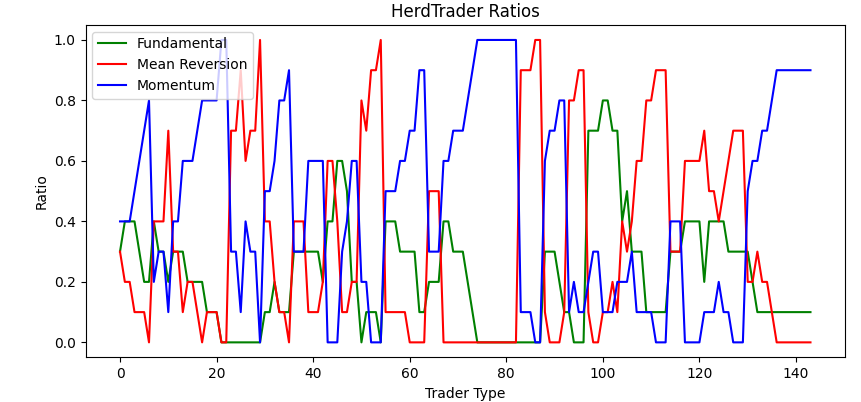 HerdTrader Ratios
Fundamental
Mean Reversion
Momentum
Ratio
1.0
0.8
0.6
0.4
0.2
0.0
0 20 40 60 80 100 120 140
Trader Type